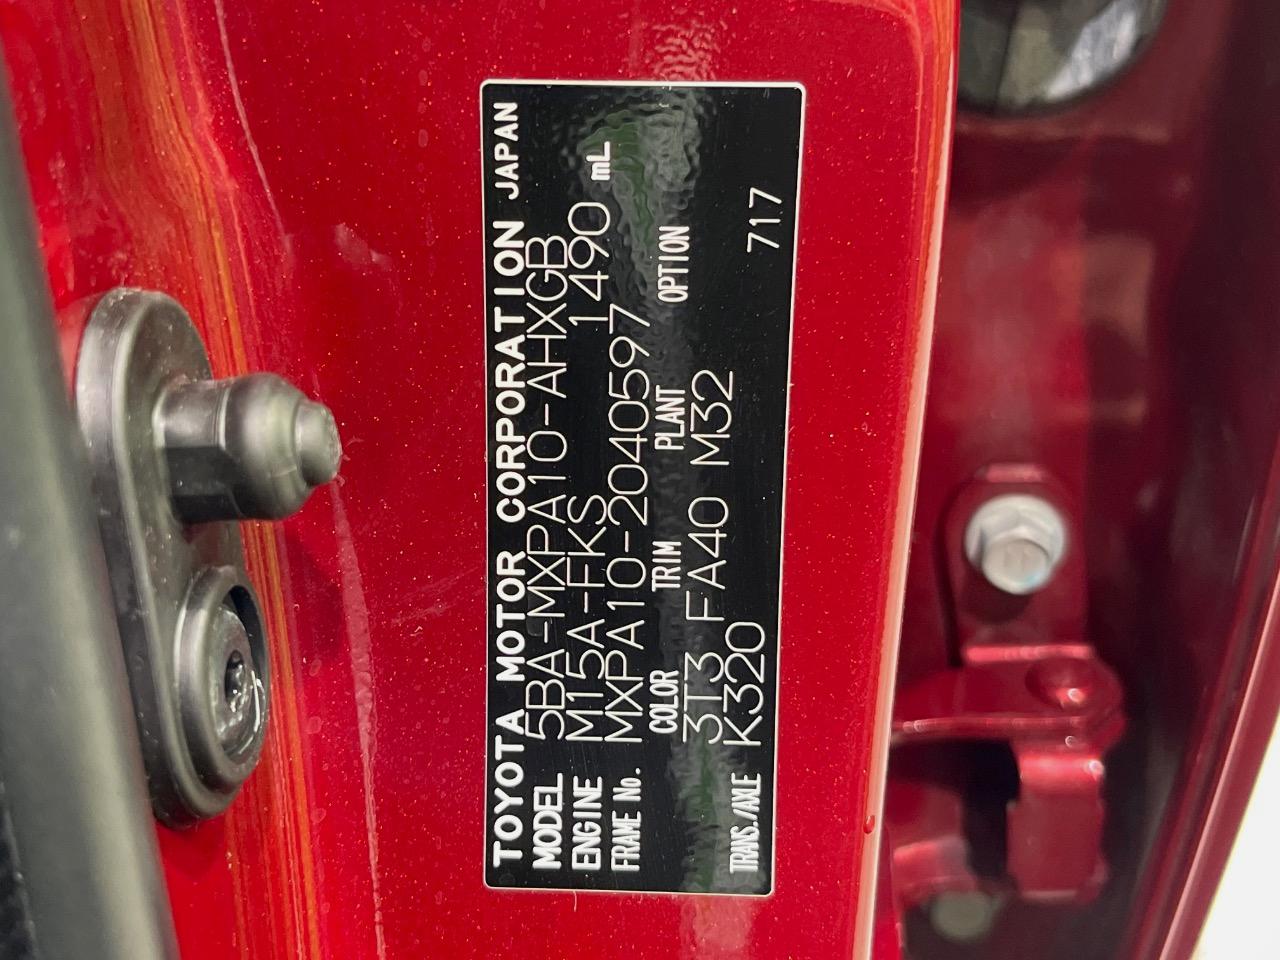 TOYOTA MOTOR CORPORATION JAPAN
MODEL 5BA-MXPA10-AHXGB
ENGINE M15A-FKS 1490 mL
FRAME No. MXPA10-2040597
COLOR TRIM PLANT OPTION
3T3 FA40 M32
TRANS./AXLE K320 717